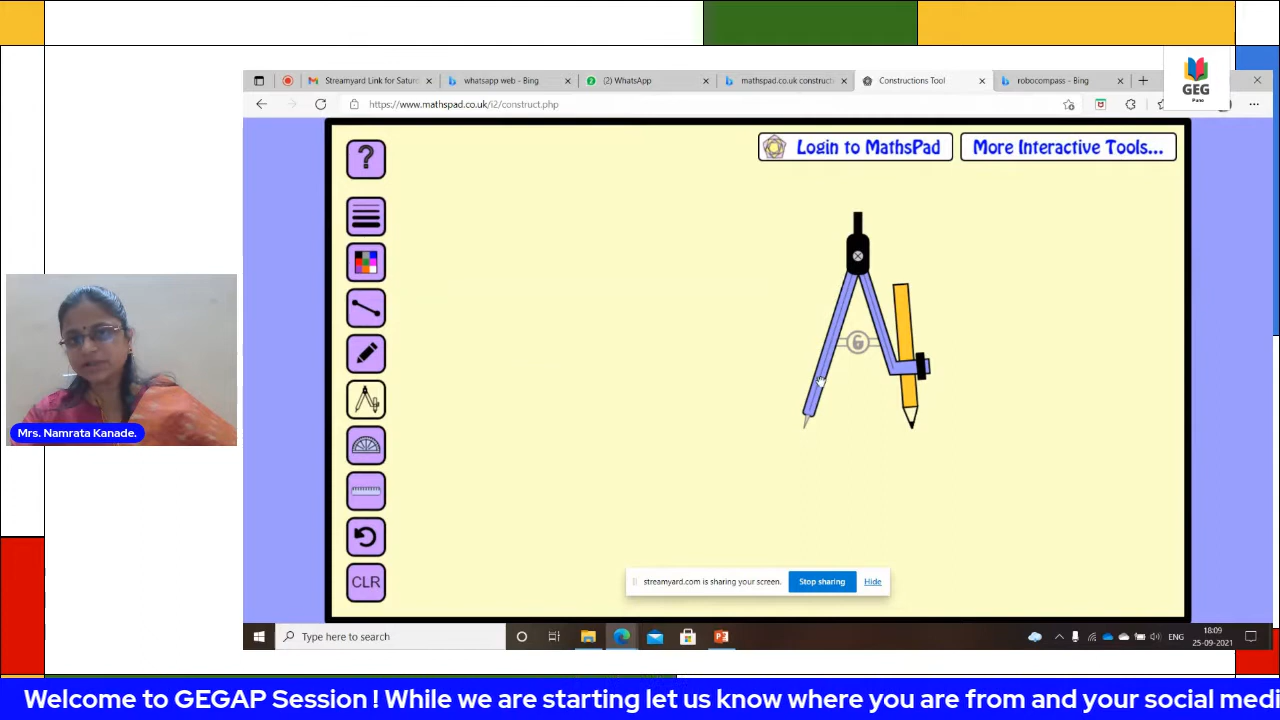 GEG
Pune
Streamyard Link for Satur
whatsapp web - Bing
(2) WhatsApp
mathspad.co.uk construct
Constructions Tool
robocompass - Bing
https://www.mathspad.co.uk/i2/construct.php
Login to MathsPad
More Interactive Tools...
?
CLR
streamyard.com is sharing your screen.
Stop sharing
Hide
Mrs. Namrata Kanade.
Type here to search
ENG
18:09
25-09-2021
Welcome to GEGAP Session ! While we are starting let us know where you are from and your social medi